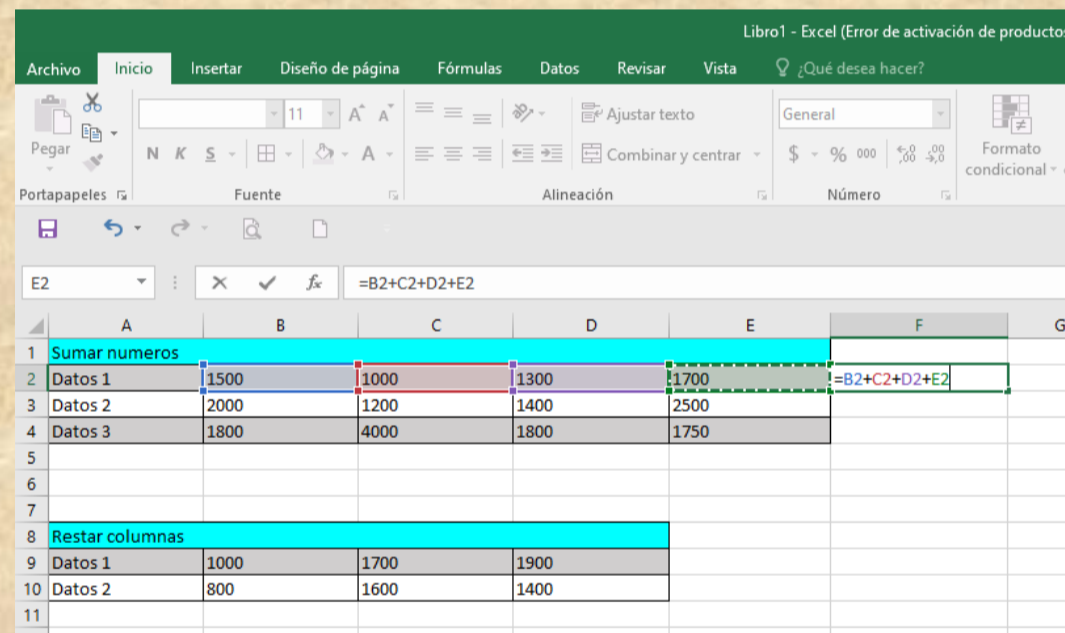 Libro1 - Excel (Error de activación de productos
Archivo Inicio Insertar Diseño de página Fórmulas Datos Revisar Vista ¿Qué desea hacer?
11 A A Ajustar texto General
Pegar N K S A Combinar y centrar $ % 000 Formato condicional
Portapapeles Fuente Alineación Número
E2 fx =B2+C2+D2+E2
A B C D E F G
1 Sumar numeros
2 Datos 1 1500 1000 1300 1700 =B2+C2+D2+E2
3 Datos 2 2000 1200 1400 2500
4 Datos 3 1800 4000 1800 1750
5
6
7
8 Restar columnas
9 Datos 1 1000 1700 1900
10 Datos 2 800 1600 1400
11